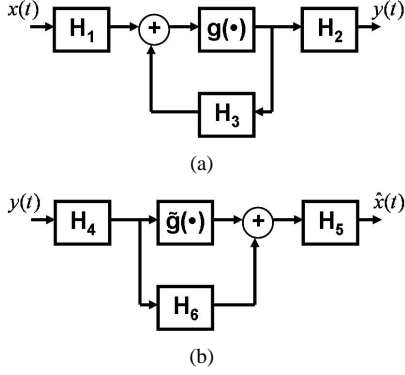 x(t) H₁ + g(•) H₂ y(t)
H₃
(a)
y(t) H₄ g̃(•) + H₅ x̂(t)
H₆
(b)